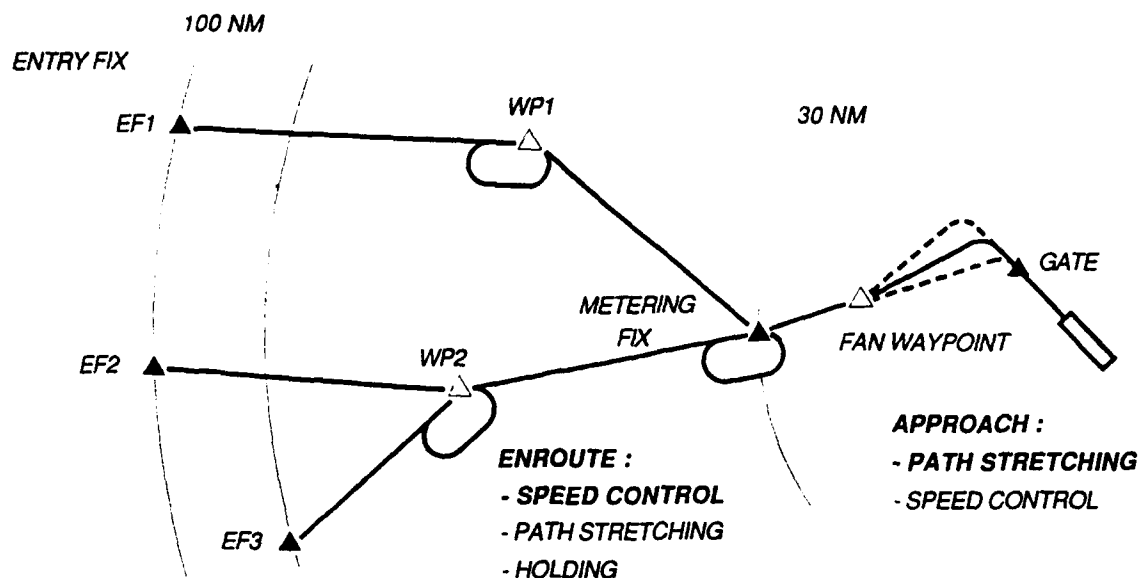 100 NM
ENTRY FIX
WP1
30 NM
EF1
GATE
METERING
FIX
FAN WAYPOINT
WP2
EF2
APPROACH :
- PATH STRETCHING
- SPEED CONTROL
ENROUTE :
- SPEED CONTROL
- PATH STRETCHING
- HOLDING
EF3